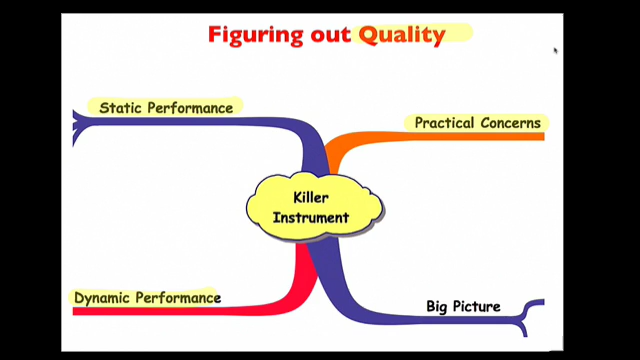 Figuring out Quality
Static Performance
Practical Concerns
Killer
Instrument
Dynamic Performance
Big Picture